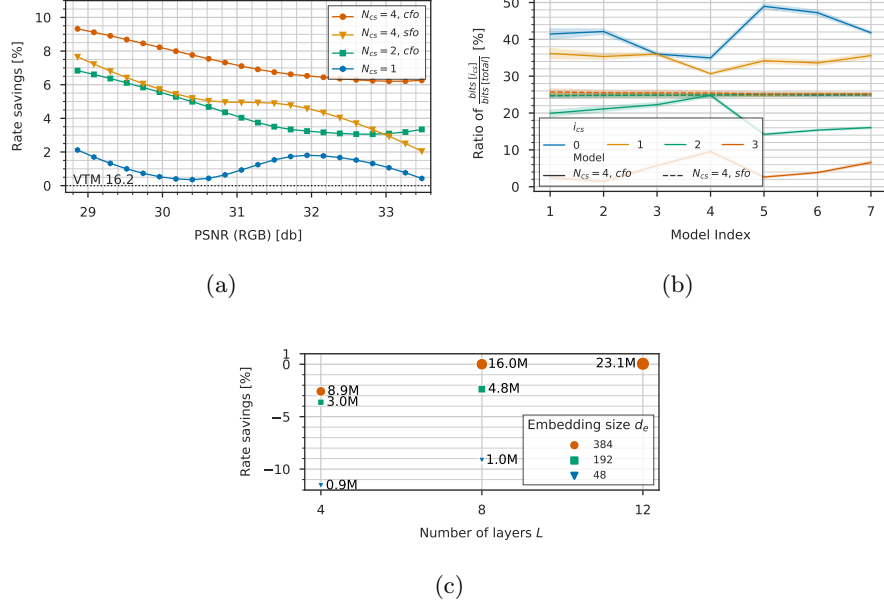 10
8
6
4
2
0
Rate savings [%]
N_cs = 4, cfo
N_cs = 4, sfo
N_cs = 2, cfo
N_cs = 1
VTM 16.2
29 30 31 32 33
PSNR (RGB) [db]
(a)
50
40
30
20
10
0
Ratio of bits [i_cs] / bits [total] [%]
i_cs
0 1 2 3
Model
N_cs = 4, cfo N_cs = 4, sfo
1 2 3 4 5 6 7
Model Index
(b)
1
0
−5
−10
Rate savings [%]
8.9M
3.0M
0.9M
16.0M
4.8M
1.0M
23.1M
Embedding size d_e
384
192
48
4 8 12
Number of layers L
(c)